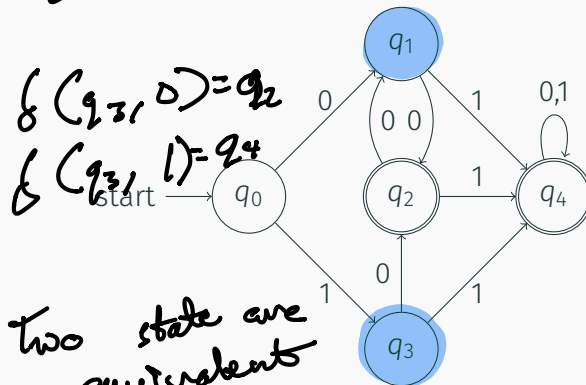 q1
δ(q3, 0)=q2
0
0 0
1
0,1
δ(q3, 1)=q4
start
q0
q2
1
q4
1
0
1
Two state are
equivalent
q3